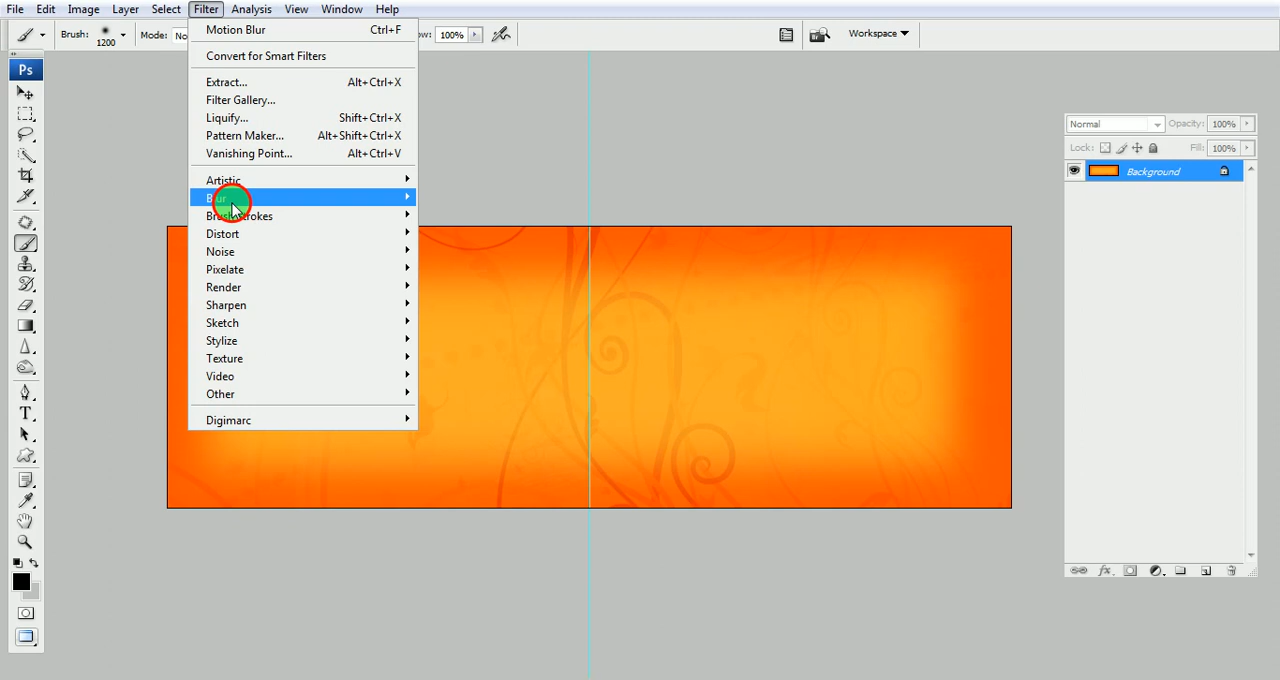 File Edit Image Layer Select Filter Analysis View Window Help
Brush: 1200 Mode: 100% Workspace
Ps
Motion Blur Ctrl+F
Convert for Smart Filters
Extract... Alt+Ctrl+X
Filter Gallery...
Liquify... Shift+Ctrl+X
Pattern Maker... Alt+Shift+Ctrl+X
Vanishing Point... Alt+Ctrl+V
Artistic
Blur
Brush Strokes
Distort
Noise
Pixelate
Render
Sharpen
Sketch
Stylize
Texture
Video
Other
Digimarc
T
Normal Opacity: 100%
Lock: Fill: 100%
Background
fx.